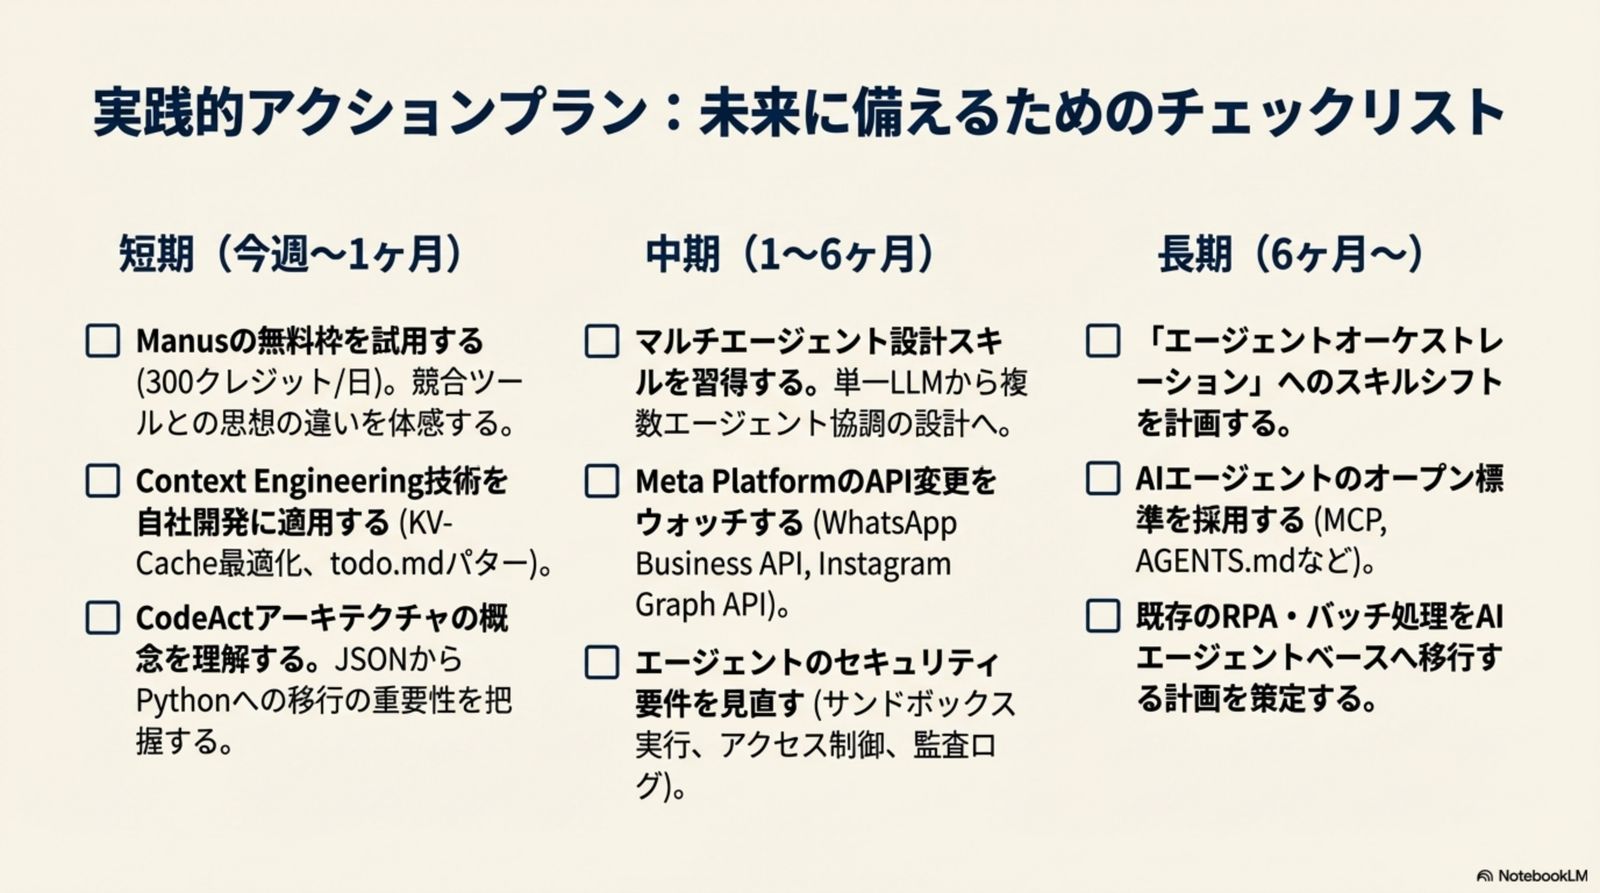 実践的アクションプラン：未来に備えるためのチェックリスト
短期（今週～1ヶ月）
Manusの無料枠を試用する
(300クレジット/日)。競合ツー
ルとの思想の違いを体感する。
Context Engineering技術を
自社開発に適用する (KV-
Cache最適化、todo.mdパター)。
CodeActアーキテクチャの概
念を理解する。JSONから
Pythonへの移行の重要性を把
握する。
中期（1～6ヶ月）
マルチエージェント設計スキ
ルを習得する。単一LLMから複
数エージェント協調の設計へ。
Meta PlatformのAPI変更を
ウォッチする (WhatsApp
Business API, Instagram
Graph API)。
エージェントのセキュリティ
要件を見直す (サンドボックス
実行、アクセス制御、監査ロ
グ)。
長期（6ヶ月～）
「エージェントオーケストレ
ーション」へのスキルシフト
を計画する。
AIエージェントのオープン標
準を採用する (MCP,
AGENTS.mdなど)。
既存のRPA・バッチ処理をAI
エージェントベースへ移行す
る計画を策定する。
NotebookLM